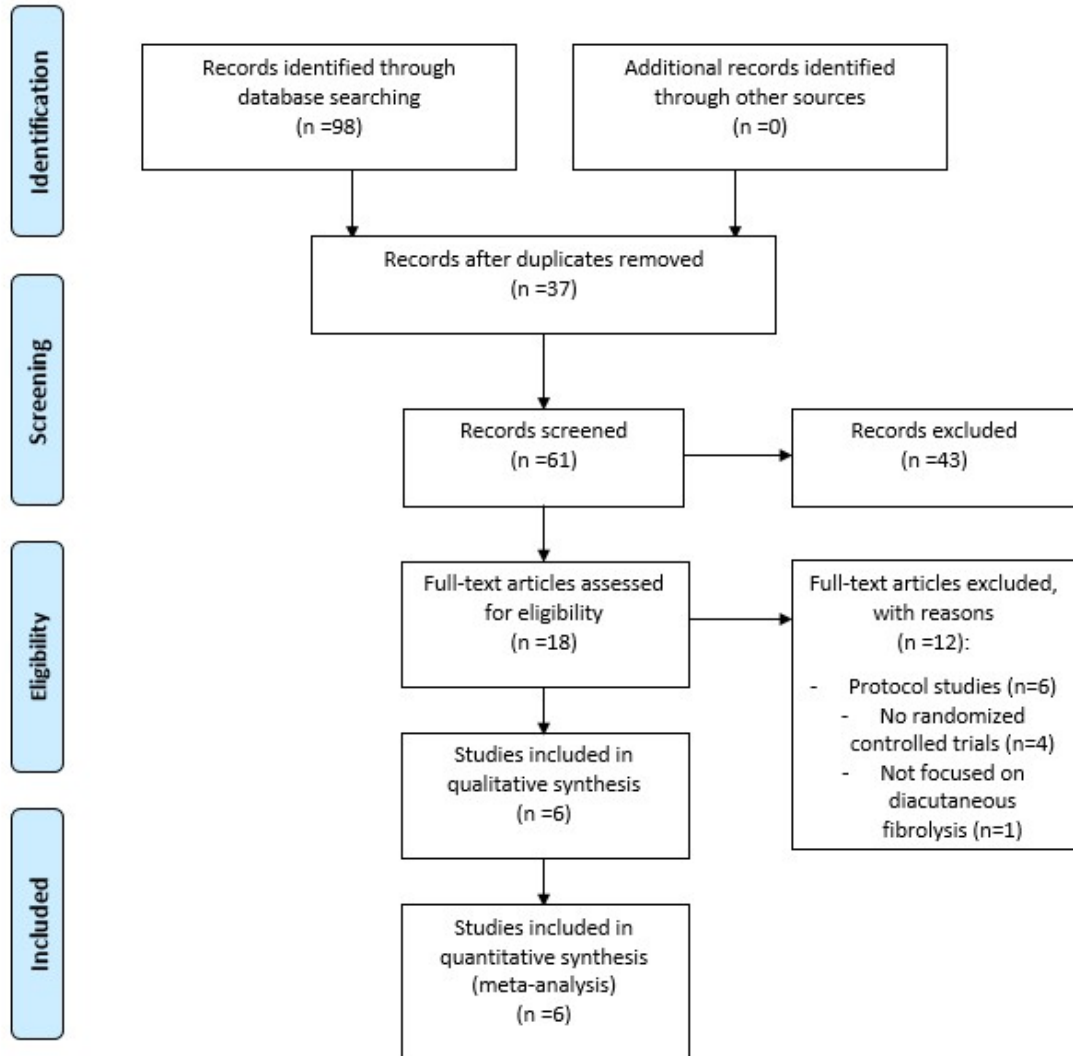 Identification
Records identified through
database searching
(n =98)
Additional records identified
through other sources
(n =0)
Records after duplicates removed
(n =37)
Screening
Records screened
(n =61)
Records excluded
(n =43)
Eligibility
Full-text articles assessed
for eligibility
(n =18)
Full-text articles excluded,
with reasons
(n =12):
- Protocol studies (n=6)
- No randomized
controlled trials (n=4)
- Not focused on
diacutaneous
fibrolysis (n=1)
Studies included in
qualitative synthesis
(n =6)
Included
Studies included in
quantitative synthesis
(meta-analysis)
(n =6)